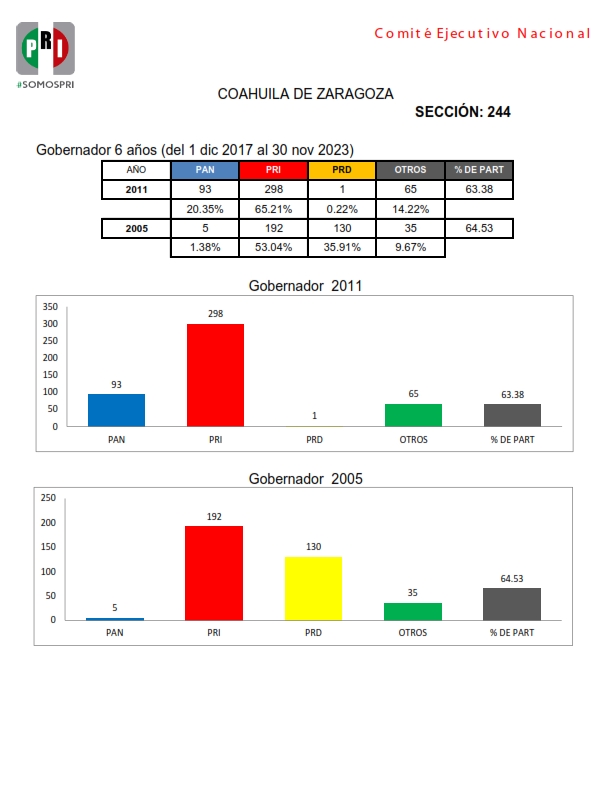 PRI
#SOMOSPRI
Comité Ejecutivo Nacional
COAHUILA DE ZARAGOZA
SECCIÓN: 244
Gobernador 6 años (del 1 dic 2017 al 30 nov 2023)
AÑO PAN PRI PRD OTROS % DE PART
2011 93 298 1 65 63.38
20.35% 65.21% 0.22% 14.22%
2005 5 192 130 35 64.53
1.38% 53.04% 35.91% 9.67%
Gobernador 2011
350
300
250
200
150
100
50
0
93
298
1
65
63.38
PAN PRI PRD OTROS % DE PART
Gobernador 2005
250
200
150
100
50
0
5
192
130
35
64.53
PAN PRI PRD OTROS % DE PART